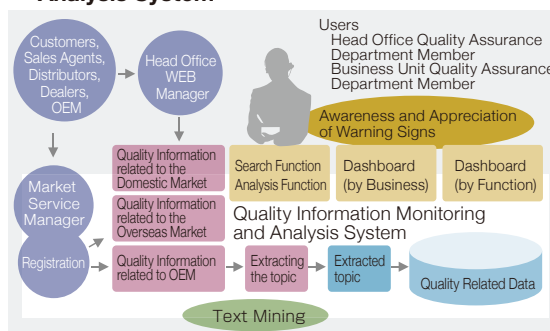 Analysis System
Customers,
Sales Agents,
Distributors,
Dealers,
OEM
Head Office
WEB
Manager
Users
Head Office Quality Assurance
Department Member
Business Unit Quality Assurance
Department Member
Awareness and Appreciation
of Warning Signs
Quality Information
related to the
Domestic Market
Search Function
Analysis Function
Dashboard
(by Business)
Dashboard
(by Function)
Market
Service
Manager
Quality Information
related to the
Overseas Market
Quality Information Monitoring
and Analysis System
Registration
Quality Information
related to OEM
Extracting
the topic
Extracted
topic
Quality Related Data
Text Mining